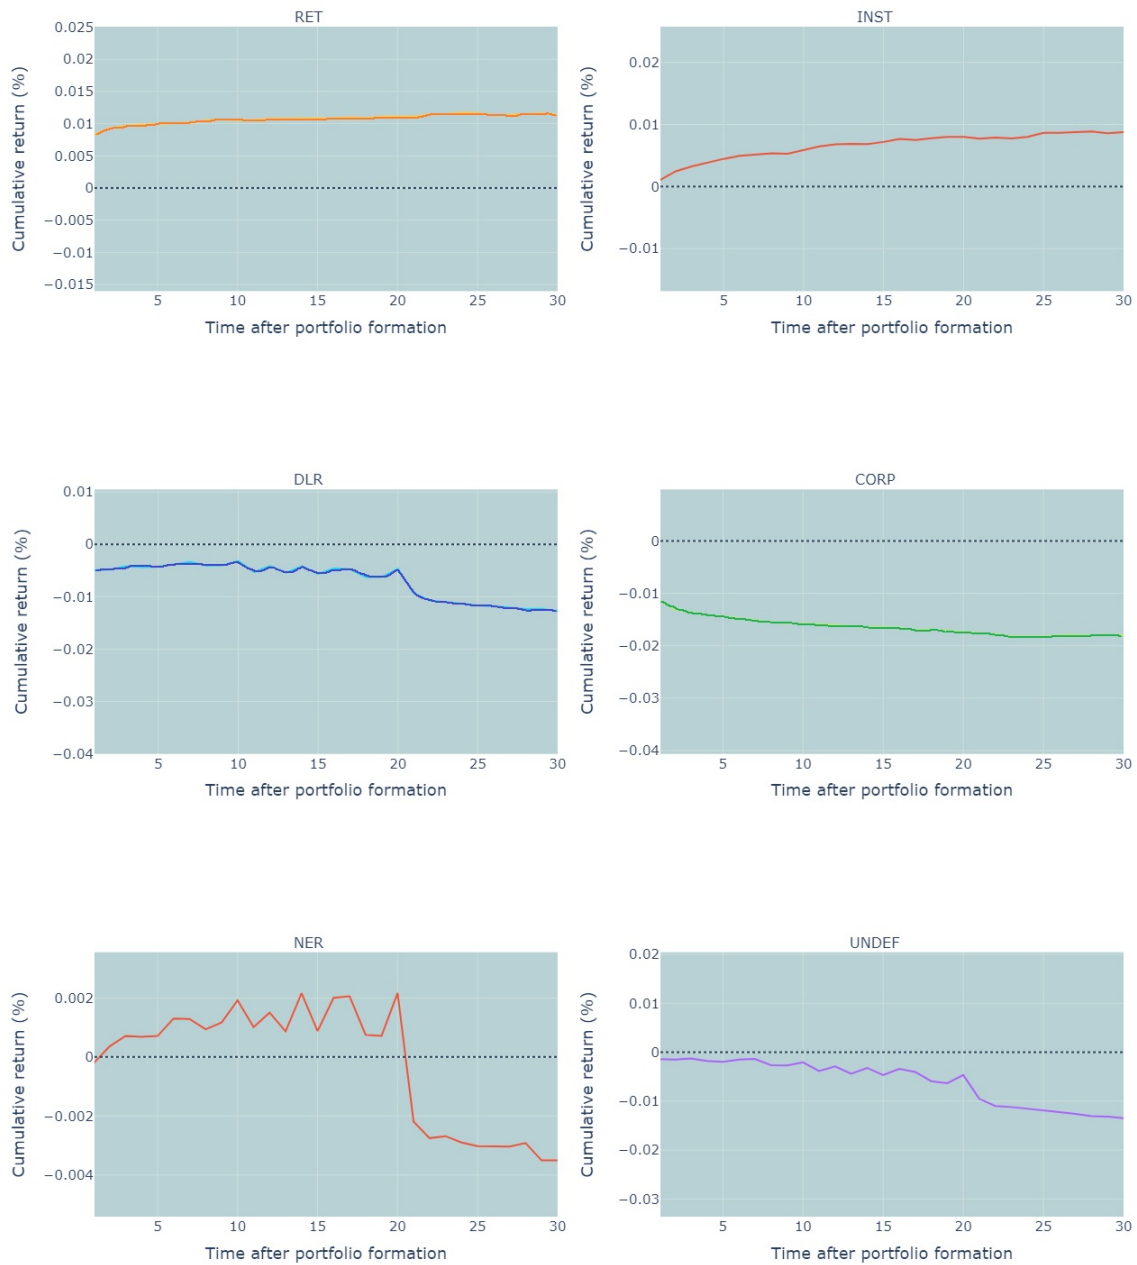 RET
INST
0.025
0.02
0.015
0.01
0.005
0
−0.005
−0.01
−0.015
Cumulative return (%)
5 10 15 20 25 30
Time after portfolio formation
0.02
0.01
0
−0.01
Cumulative return (%)
5 10 15 20 25 30
Time after portfolio formation
DLR
CORP
0.01
0
−0.01
−0.02
−0.03
−0.04
Cumulative return (%)
5 10 15 20 25 30
Time after portfolio formation
0
−0.01
−0.02
−0.03
−0.04
Cumulative return (%)
5 10 15 20 25 30
Time after portfolio formation
NER
UNDEF
0.002
0
−0.002
−0.004
Cumulative return (%)
5 10 15 20 25 30
Time after portfolio formation
0.02
0.01
0
−0.01
−0.02
−0.03
Cumulative return (%)
5 10 15 20 25 30
Time after portfolio formation